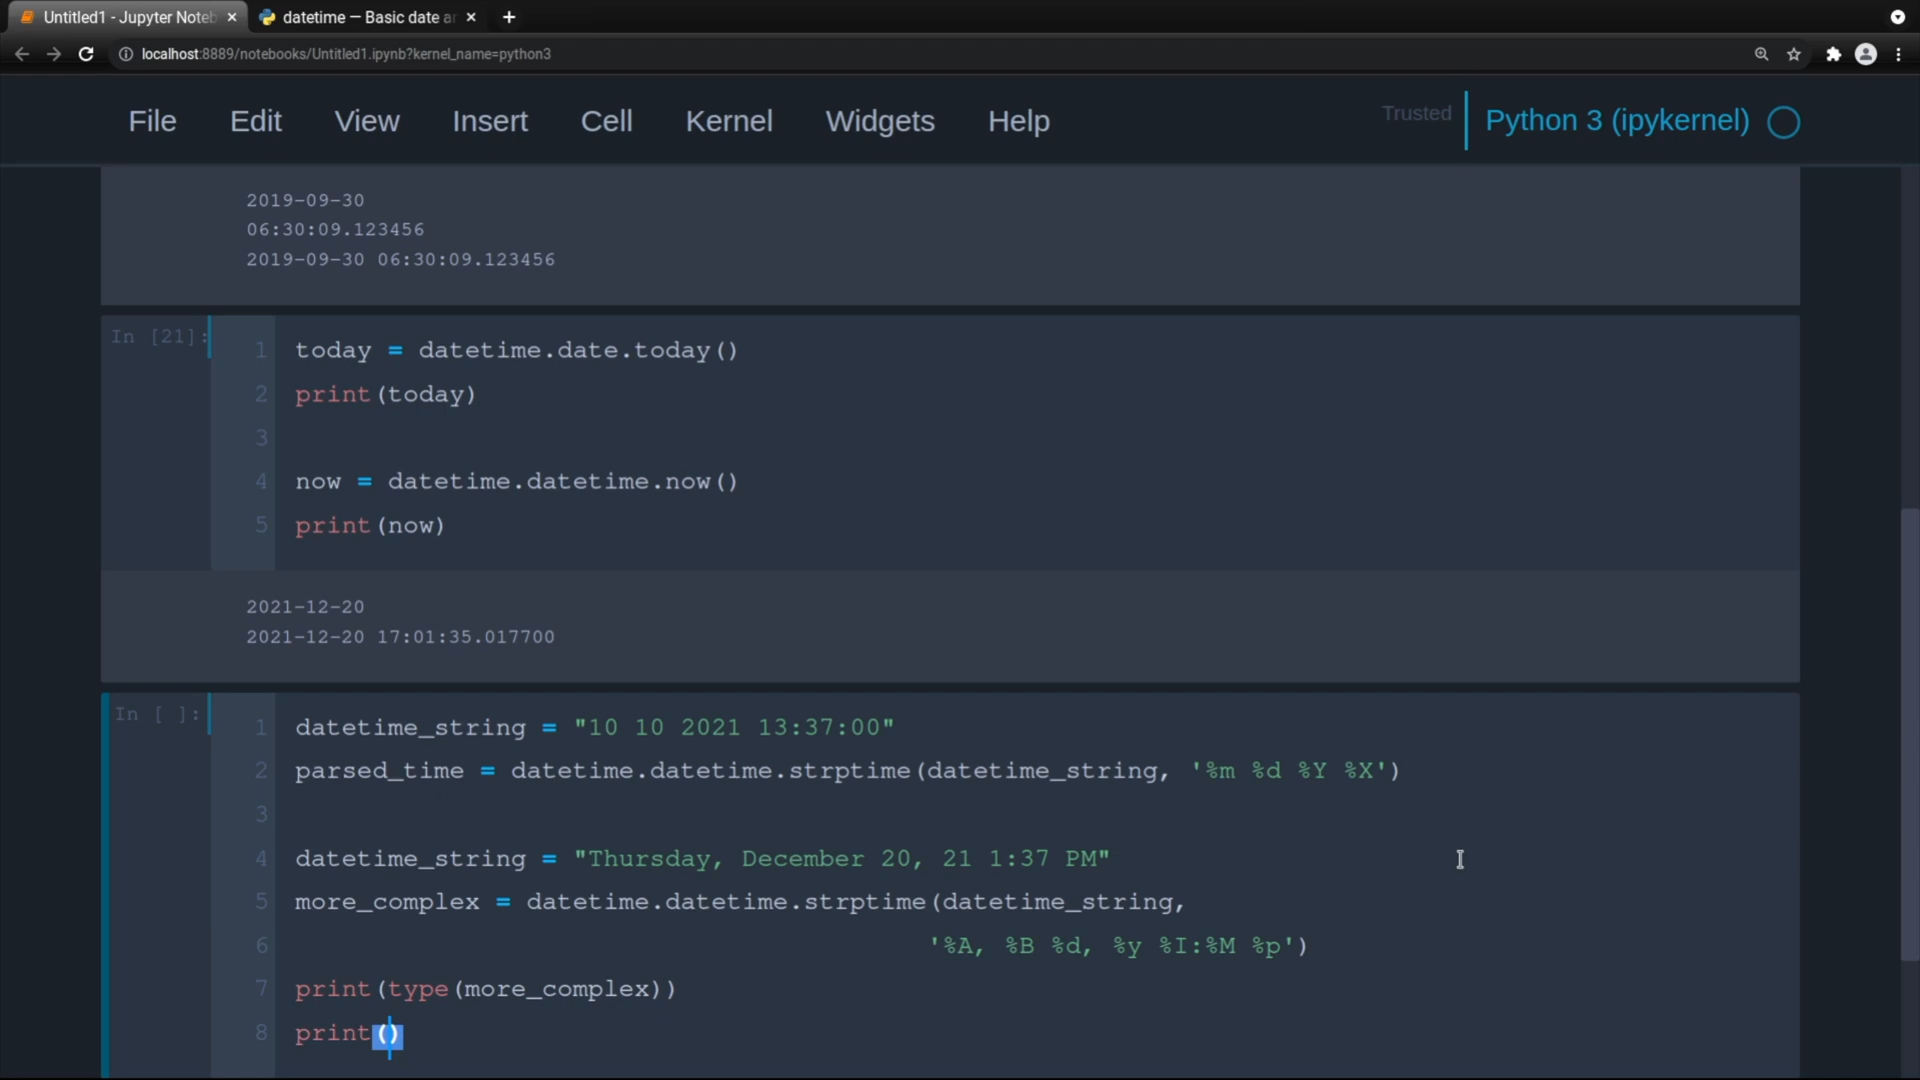 Untitled1 - Jupyter Noteb
datetime — Basic date a
localhost:8889/notebooks/Untitled1.ipynb?kernel_name=python3
File Edit View Insert Cell Kernel Widgets Help Trusted Python 3 (ipykernel)
2019-09-30
06:30:09.123456
2019-09-30 06:30:09.123456
In [21]:
1 today = datetime.date.today()
2 print(today)
3
4 now = datetime.datetime.now()
5 print(now)
2021-12-20
2021-12-20 17:01:35.017700
In [ ]:
1 datetime_string = "10 10 2021 13:37:00"
2 parsed_time = datetime.datetime.strptime(datetime_string, '%m %d %Y %X')
3
4 datetime_string = "Thursday, December 20, 21 1:37 PM"
5 more_complex = datetime.datetime.strptime(datetime_string,
6 '%A, %B %d, %y %I:%M %p')
7 print(type(more_complex))
8 print()